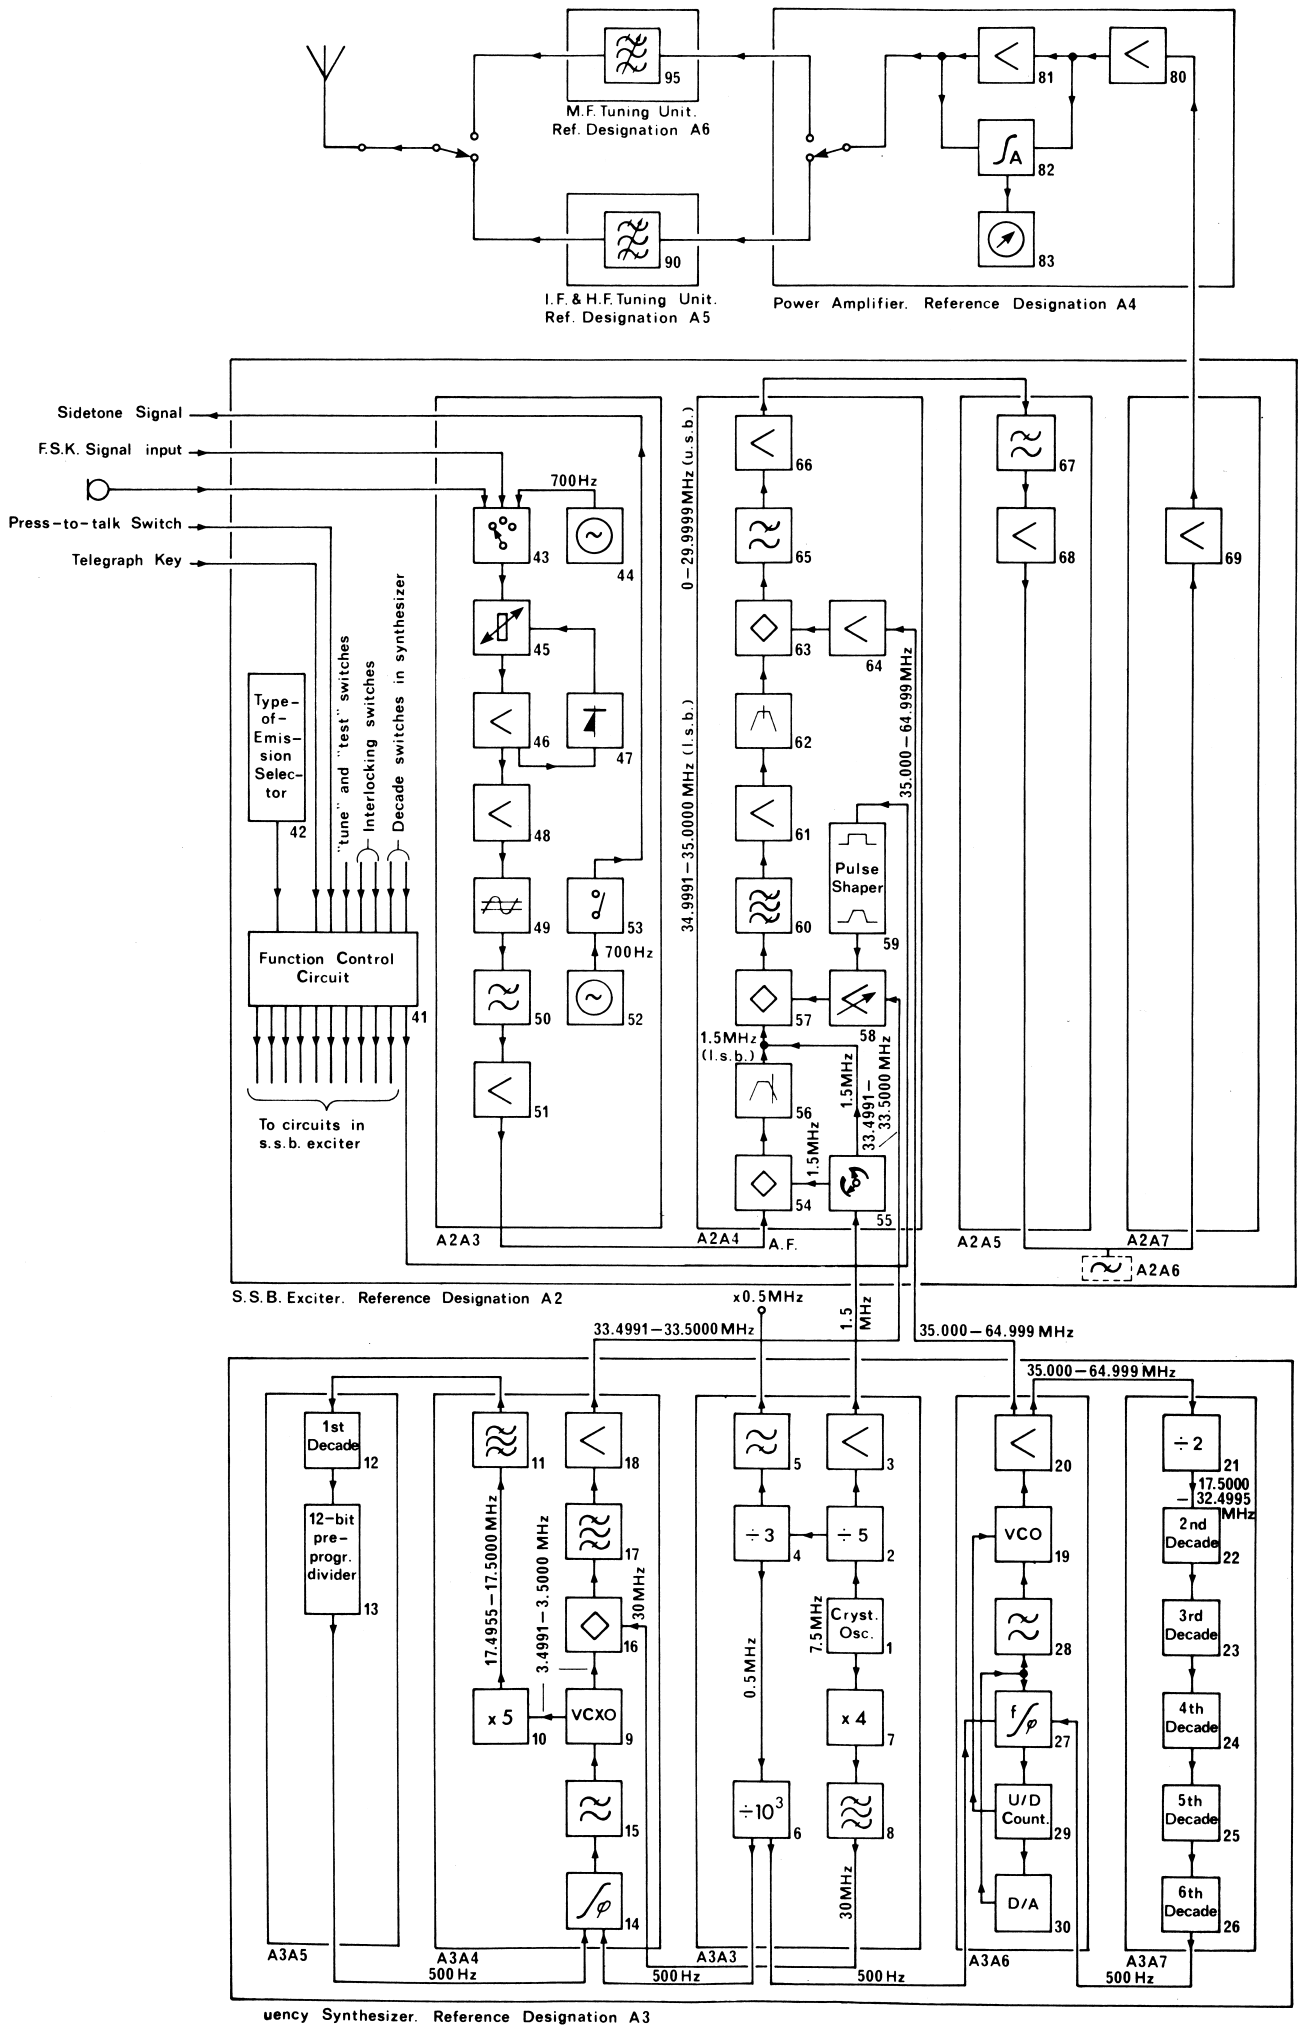 95
M.F. Tuning Unit.
Ref. Designation A6
90
I.F. & H.F. Tuning Unit.
Ref. Designation A5
81
80
∫A
82
83
Power Amplifier. Reference Designation A4
Sidetone Signal
F.S.K. Signal input
Press-to-talk Switch
Telegraph Key
700Hz
43
44
45
46
47
48
49
50
51
53
700Hz
52
Type-
of-
Emis-
sion
Selec-
tor
42
"tune" and "test" switches
Interlocking switches
Decade switches in synthesizer
Function Control
Circuit
41
To circuits in
s.s.b. exciter
A2A3
34.9991–35.0000 MHz (l.s.b.)
0–29.9999 MHz (u.s.b.)
66
65
63
64
62
61
60
35.000–64.999 MHz
Pulse
Shaper
59
57
58
1.5MHz
(l.s.b.)
56
1.5MHz
1.5MHz
33.4991–
33.5000 MHz
54
55
A2A4
A.F.
67
68
A2A5
69
A2A7
A2A6
S.S.B. Exciter. Reference Designation A2
x0.5MHz
1.5
MHz
33.4991–33.5000 MHz
35.000–64.999 MHz
35.000–64.999 MHz
1st
Decade
12
12-bit
pre-
progr.
divider
13
A3A5
11
18
17
17.4955–17.5000MHz
3.4991–3.5000 MHz
30MHz
16
x 5
10
VCXO
9
15
∫φ
14
A3A4
5
3
÷3
4
÷5
2
7.5MHz
Cryst.
Osc.
1
0.5MHz
x 4
7
÷10³
6
8
30MHz
A3A3
20
VCO
19
28
f∫φ
27
U/D
Count.
29
D/A
30
A3A6
÷2
21
17.5000
– 32.4995
MHz
2nd
Decade
22
3rd
Decade
23
4th
Decade
24
5th
Decade
25
6th
Decade
26
A3A7
500 Hz
500 Hz
500 Hz
500 Hz
uency Synthesizer. Reference Designation A3